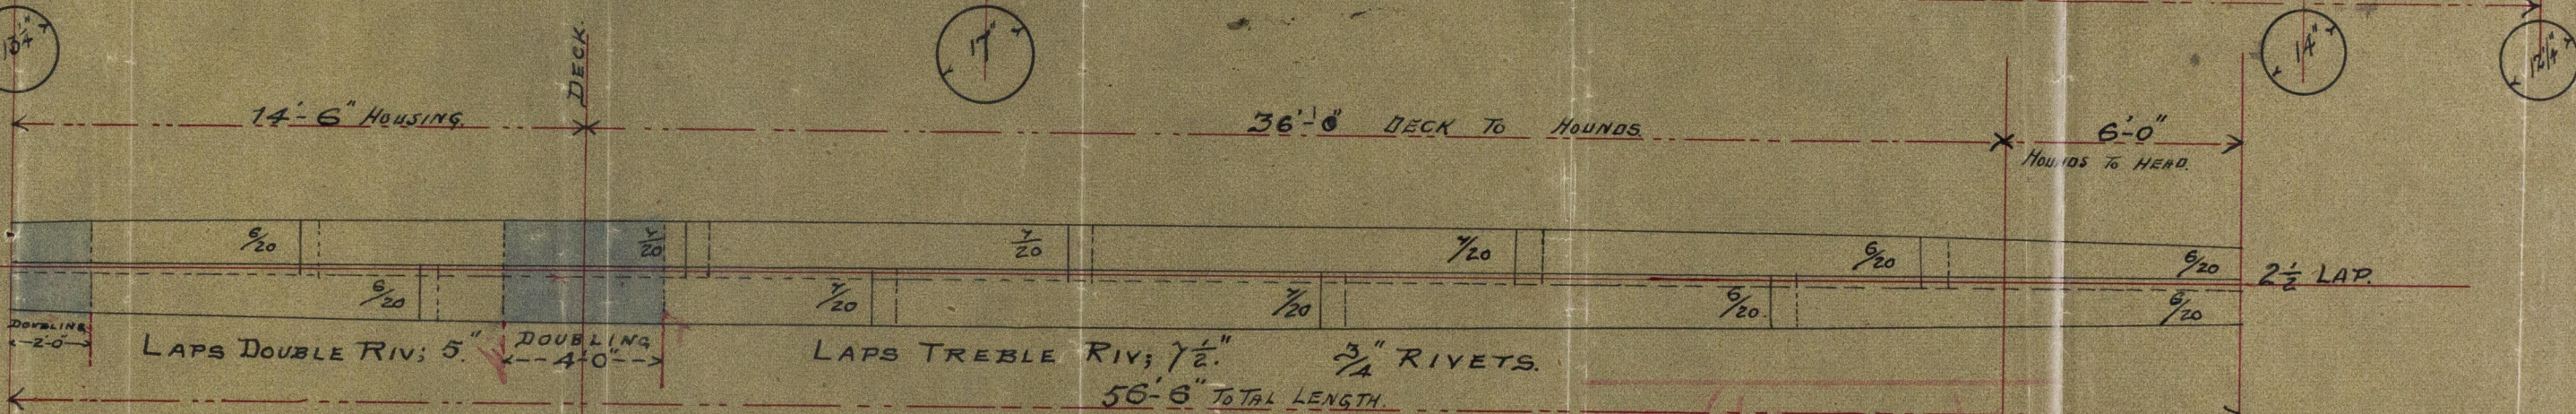 13¼"
DECK.
17"
14"
12¼"
14'-6" HOUSING.
36'-0" DECK TO HOUNDS.
6'-0"
HOUNDS TO HEAD.
6/20
7/20
7/20
7/20
6/20
6/20
6/20
7/20
7/20
6/20
6/20
2½ LAP.
DOUBLING
2'-0"
LAPS DOUBLE RIV; 5."
DOUBLING
4'-0"
LAPS TREBLE RIV; 7½."
¾" RIVETS.
56'-6" TOTAL LENGTH.